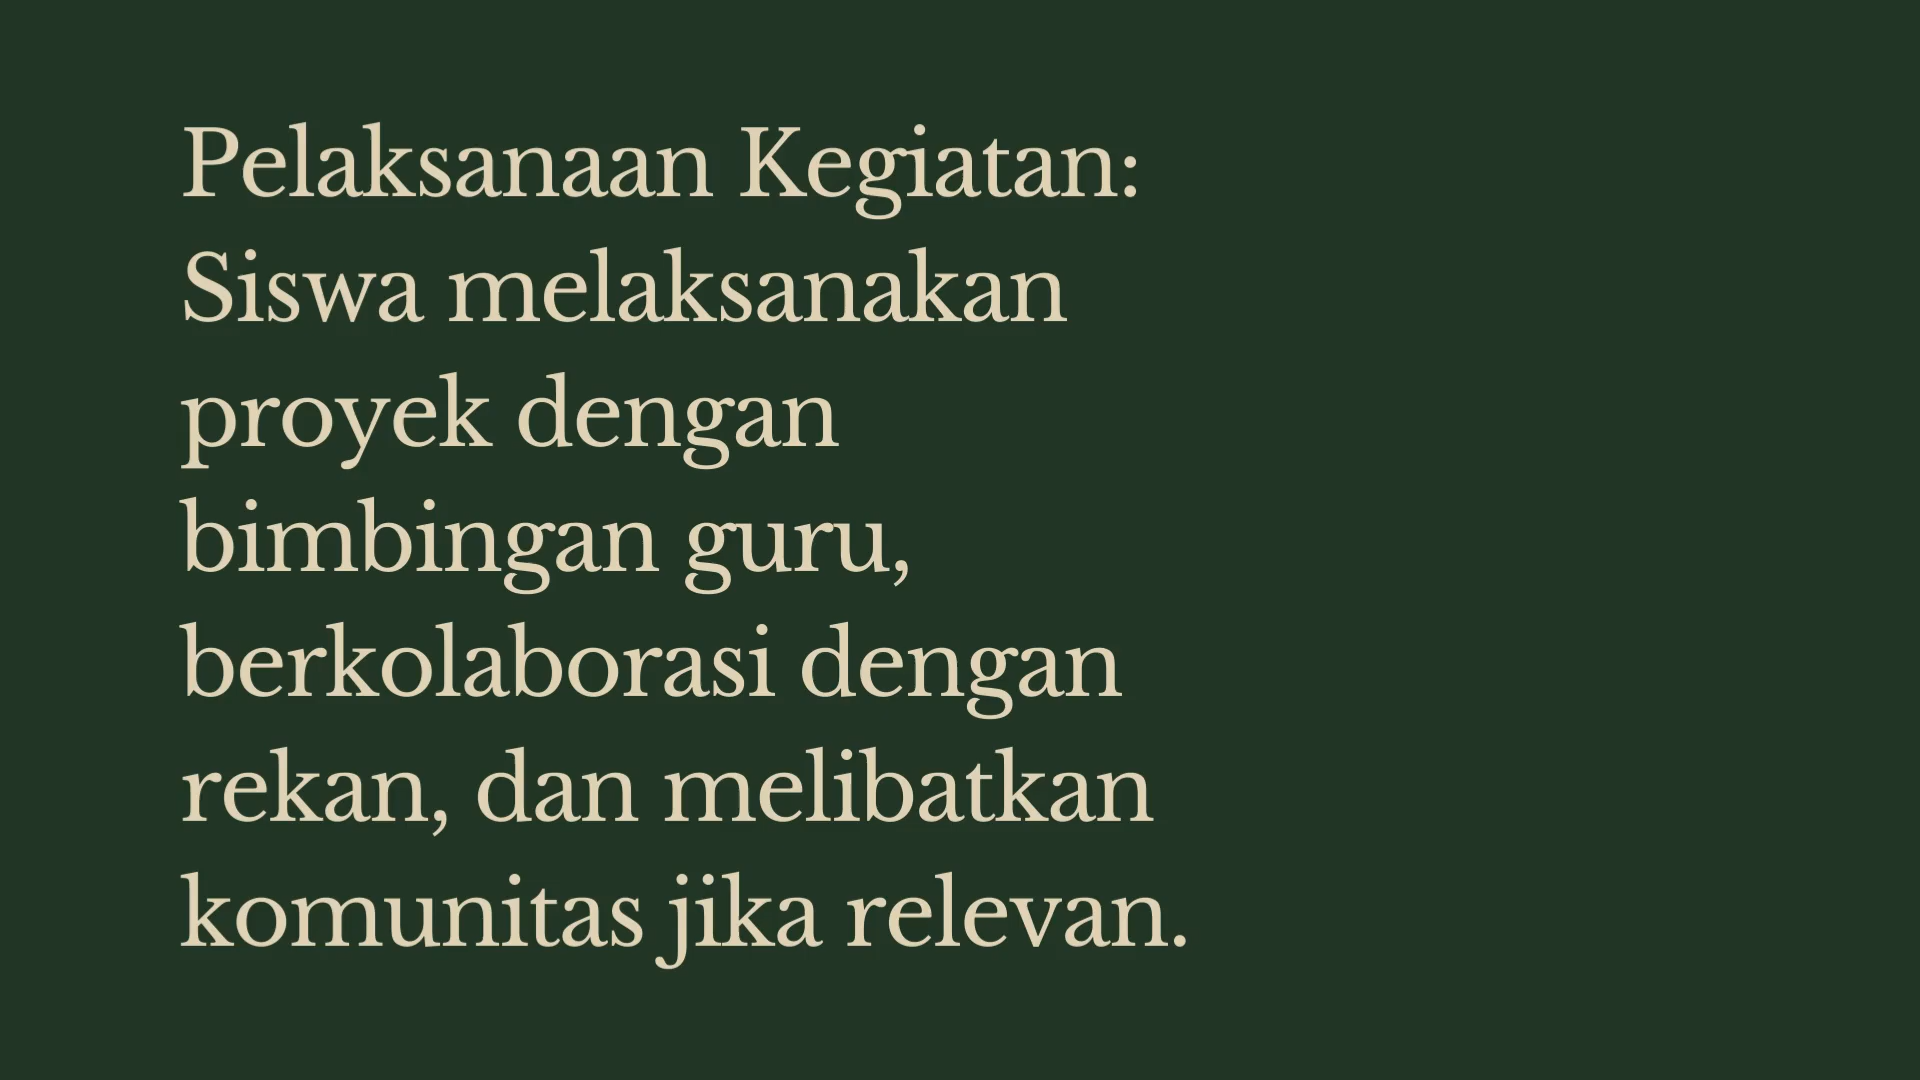 Pelaksanaan Kegiatan:
Siswa melaksanakan
proyek dengan
bimbingan guru,
berkolaborasi dengan
rekan, dan melibatkan
komunitas jika relevan.